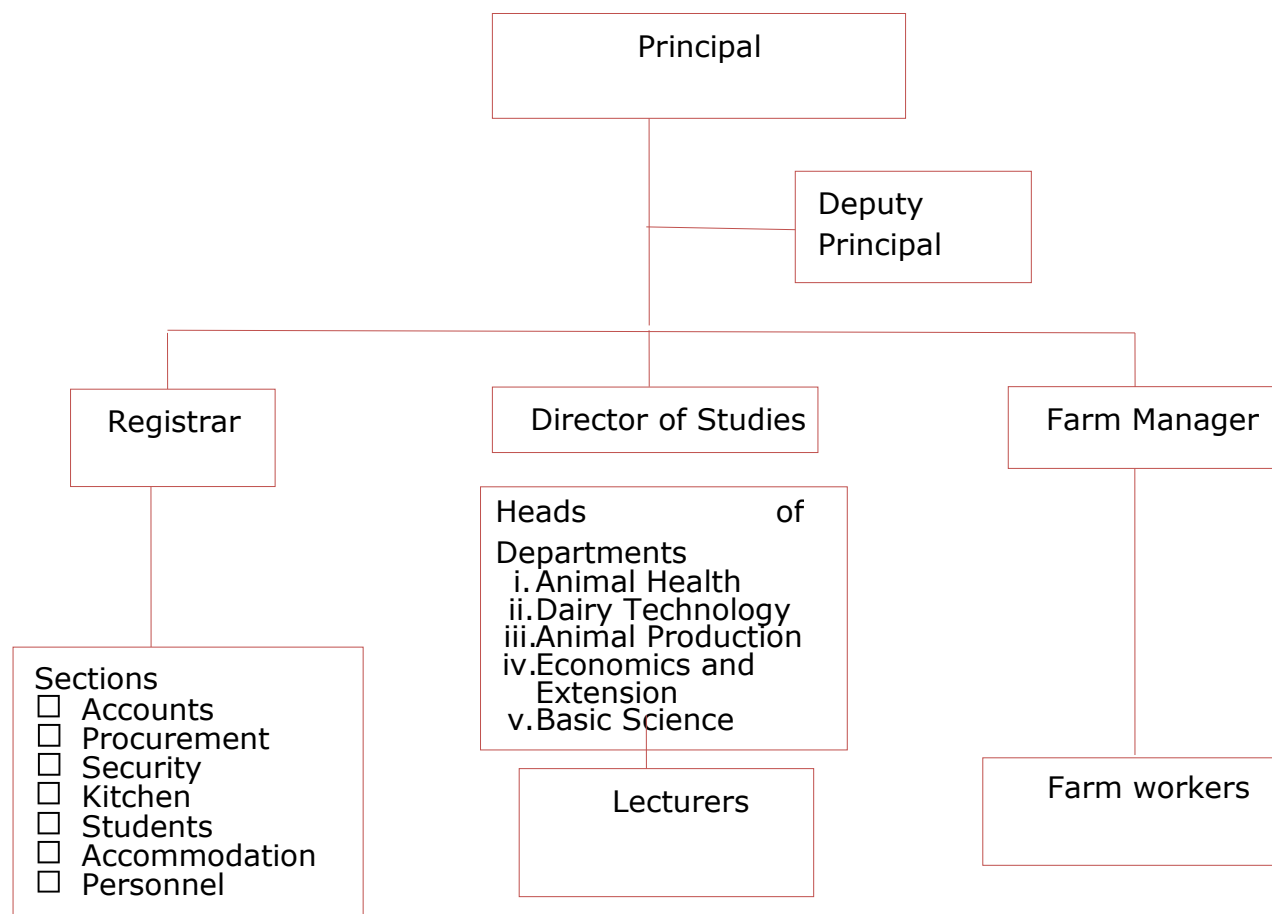 Principal
Deputy
Principal
Registrar
Director of Studies
Farm Manager
Heads of
Departments
i. Animal Health
ii. Dairy Technology
iii. Animal Production
iv. Economics and
Extension
v. Basic Science
Sections
☐ Accounts
☐ Procurement
☐ Security
☐ Kitchen
☐ Students
☐ Accommodation
☐ Personnel
Lecturers
Farm workers